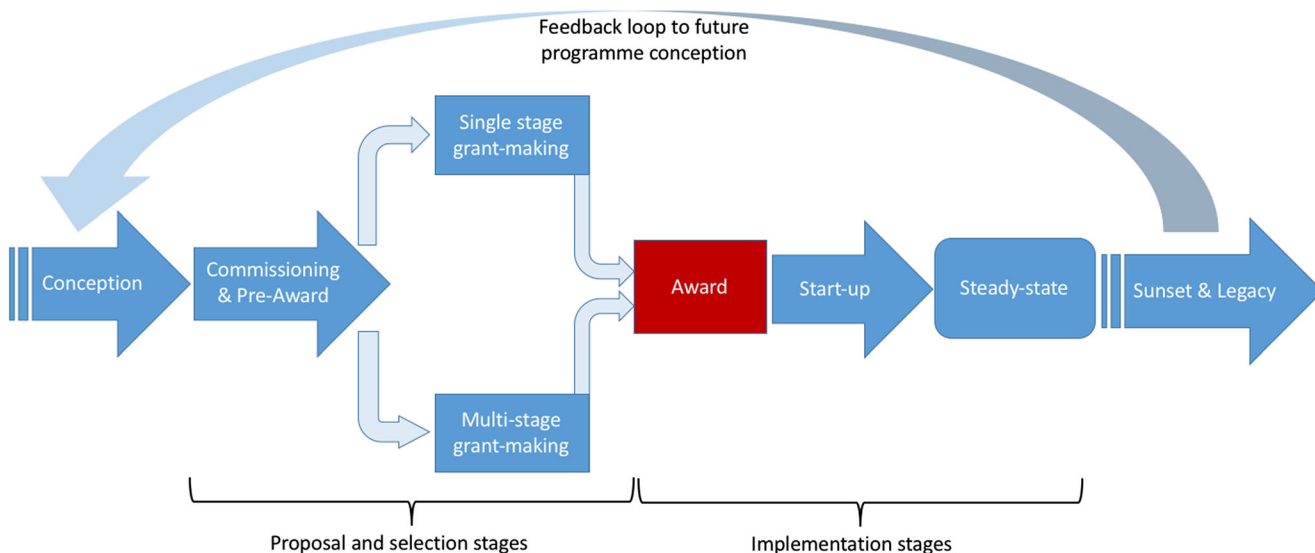 Feedback loop to future
programme conception
Single stage
grant-making
Conception
Commissioning
& Pre-Award
Award
Start-up
Steady-state
Sunset & Legacy
Multi-stage
grant-making
Proposal and selection stages
Implementation stages